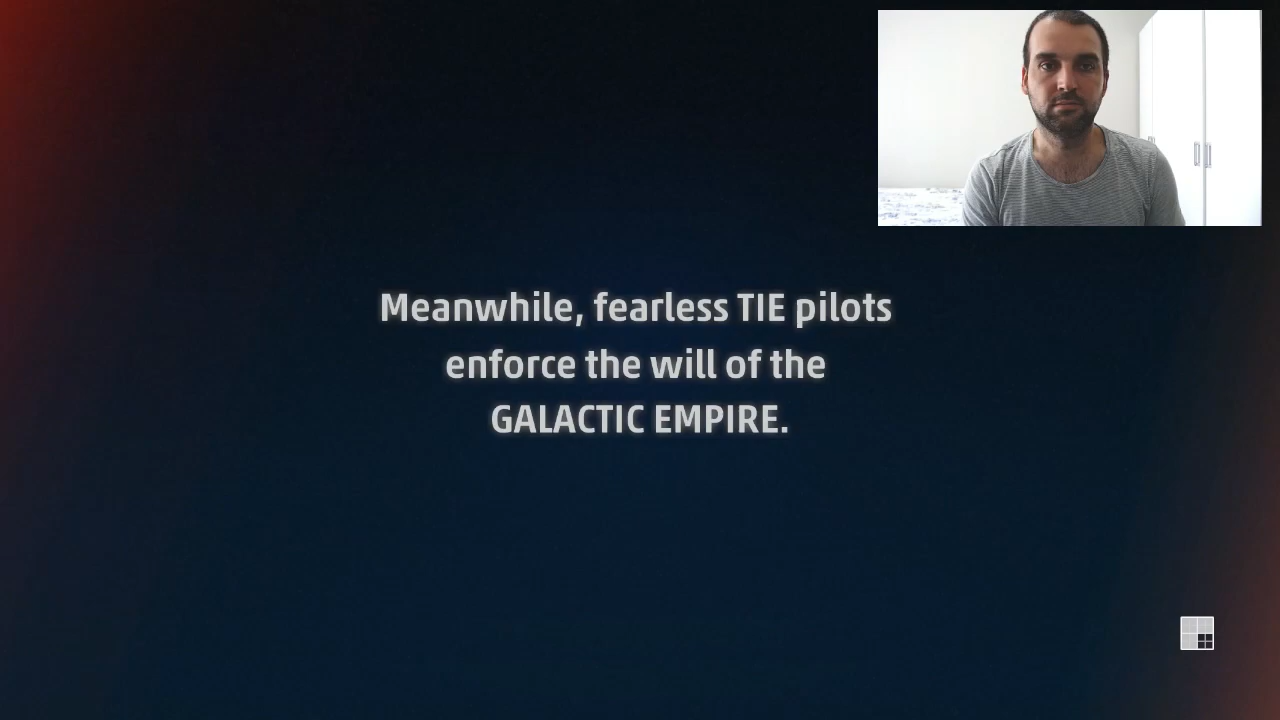 Meanwhile, fearless TIE pilots
enforce the will of the
GALACTIC EMPIRE.